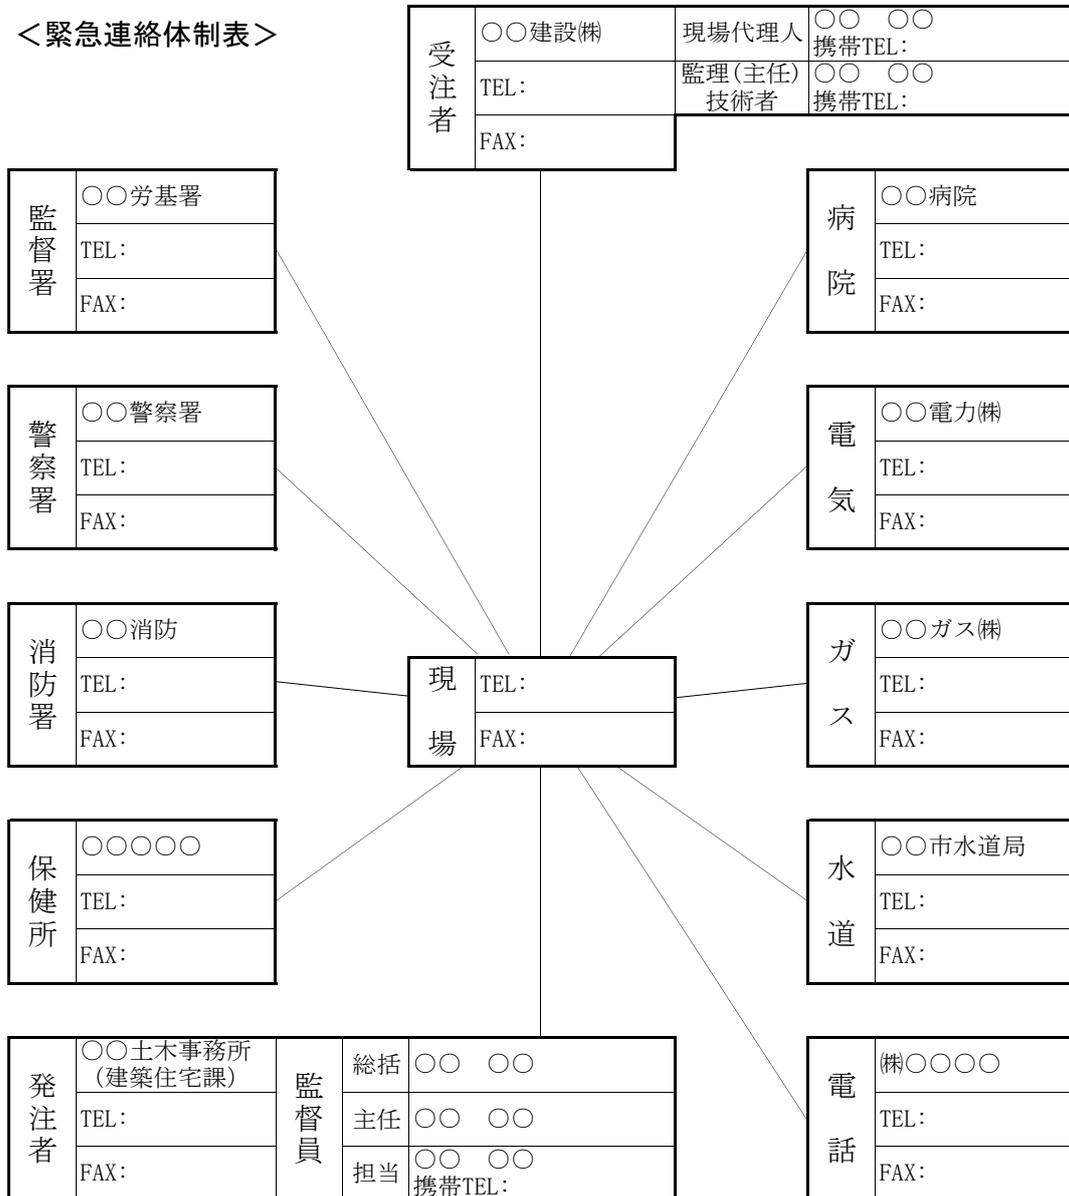 ＜緊急連絡体制表＞
受注者
○○建設㈱
現場代理人
○○　○○
携帯TEL：
TEL：
監理(主任)
技術者
○○　○○
携帯TEL：
FAX：
監督署
○○労基署
TEL：
FAX：
病院
○○病院
TEL：
FAX：
警察署
○○警察署
TEL：
FAX：
電気
○○電力㈱
TEL：
FAX：
消防署
○○消防
TEL：
FAX：
現場
TEL：
FAX：
ガス
○○ガス㈱
TEL：
FAX：
保健所
○○○○○
TEL：
FAX：
水道
○○市水道局
TEL：
FAX：
発注者
○○土木事務所
(建築住宅課)
TEL：
FAX：
監督員
総括
○○　○○
主任
○○　○○
担当
○○　○○
携帯TEL：
電話
㈱○○○○
TEL：
FAX：